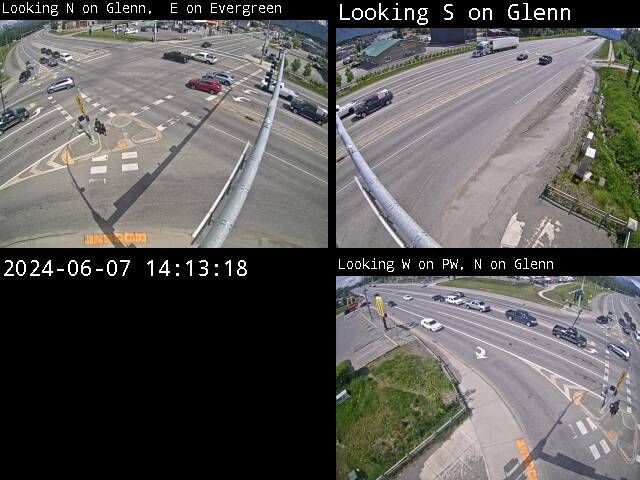 Looking N on Glenn,  E on Evergreen
Looking S on Glenn
2024-06-07 14:13:18
Looking W on PW, N on Glenn